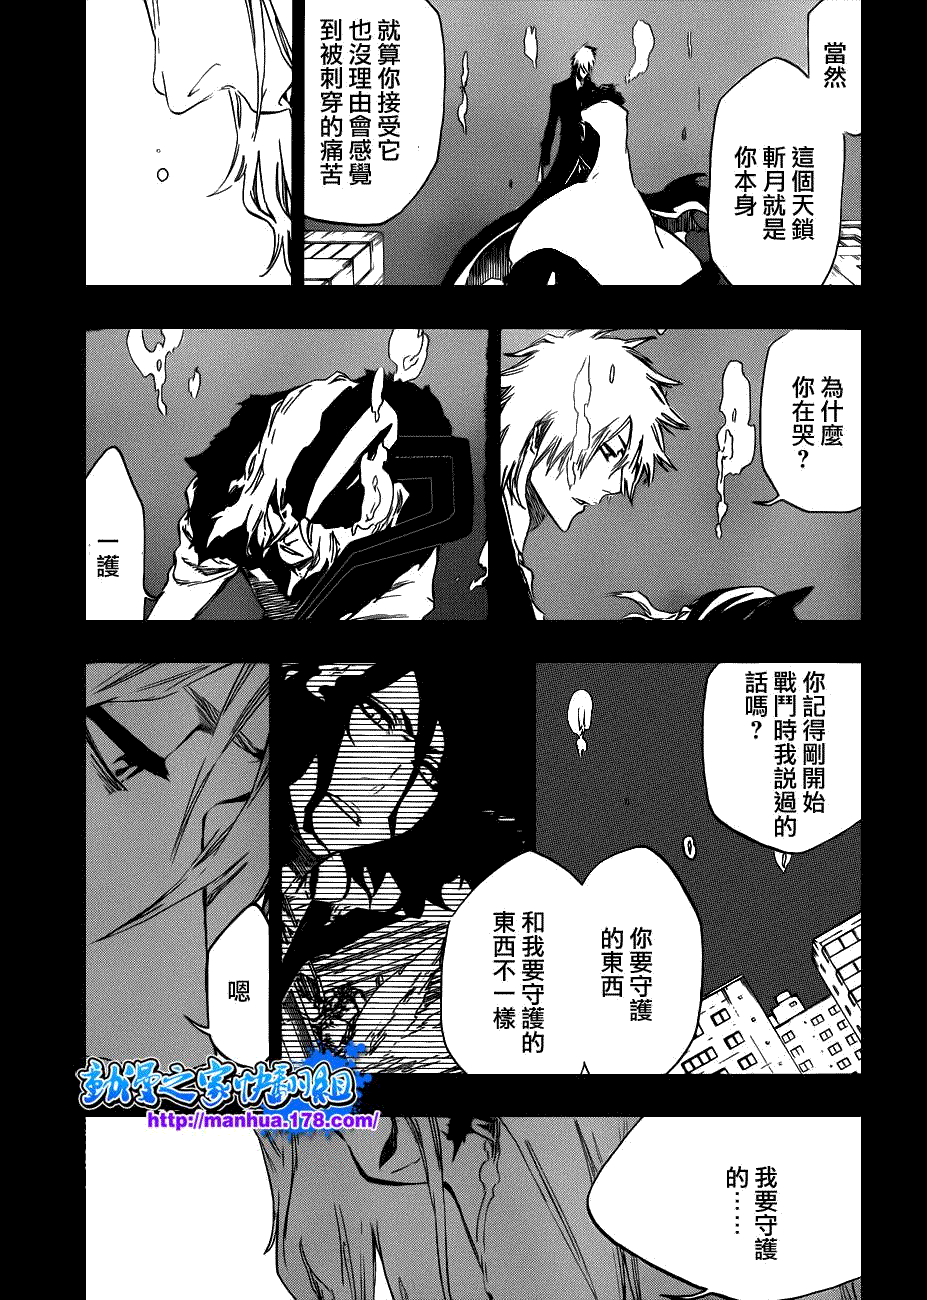 當然
這個天鎖
斬月就是
你本身
就算你接受它
也沒理由會感覺
到被刺穿的痛苦
為什麼
你在哭？
一護
你記得剛開始
戰鬥時我說過的
話嗎？
你要守護
的東西
和我要守護的
東西不一樣
嗯
動漫之家汉化组
http://manhua.178.com/
我要守護
的……